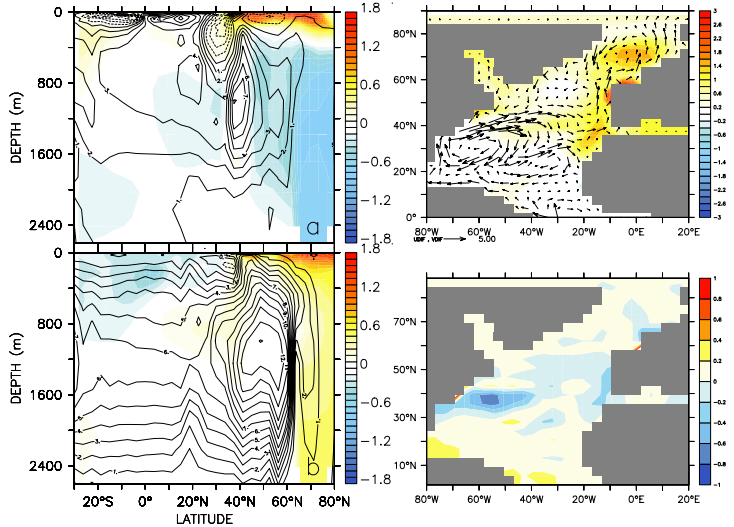 0
800
1600
2400
DEPTH (m)
a
1.8
1.2
0.6
0
−0.6
−1.2
−1.8
80°N
60°N
40°N
20°N
0°
80°W
60°W
40°W
20°W
0°
20°E
UDIF , VDIF
5.00
3
2.6
2.2
1.8
1.4
1
0.6
0.2
−0.2
−0.6
−1
−1.4
−1.8
−2.2
−2.6
−3
0
800
1600
2400
DEPTH (m)
b
20°S
0°
20°N
40°N
60°N
80°N
LATITUDE
1.8
1.2
0.6
0
−0.6
−1.2
−1.8
70°N
50°N
30°N
10°N
80°W
60°W
40°W
20°W
0°
20°E
1
0.8
0.6
0.4
0.2
0
−0.2
−0.4
−0.6
−0.8
−1